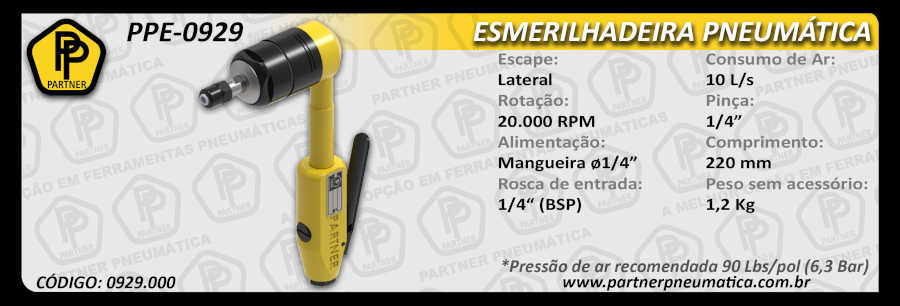 PARTNER
PPE-0929
ESMERILHADEIRA PNEUMÁTICA
Escape:
Lateral
Rotação:
20.000 RPM
Alimentação:
Mangueira ø1/4”
Rosca de entrada:
1/4“ (BSP)
Consumo de Ar:
10 L/s
Pinça:
1/4”
Comprimento:
220 mm
Peso sem acessório:
1,2 Kg
PARTNER
CÓDIGO: 0929.000
*Pressão de ar recomendada 90 Lbs/pol (6,3 Bar)
www.partnerpneumatica.com.br